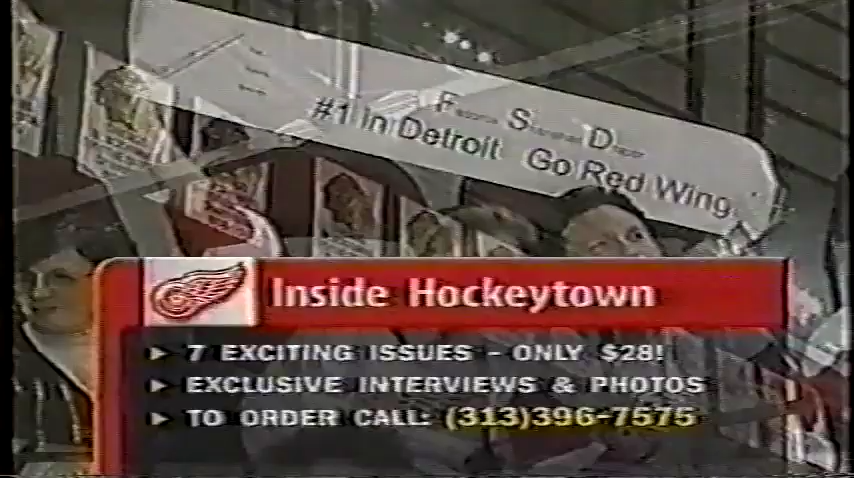 F S D
#1 in Detroit Go Red Wing
Inside Hockeytown
► 7 EXCITING ISSUES - ONLY $28!
► EXCLUSIVE INTERVIEWS & PHOTOS
► TO ORDER CALL: (313)396-7575